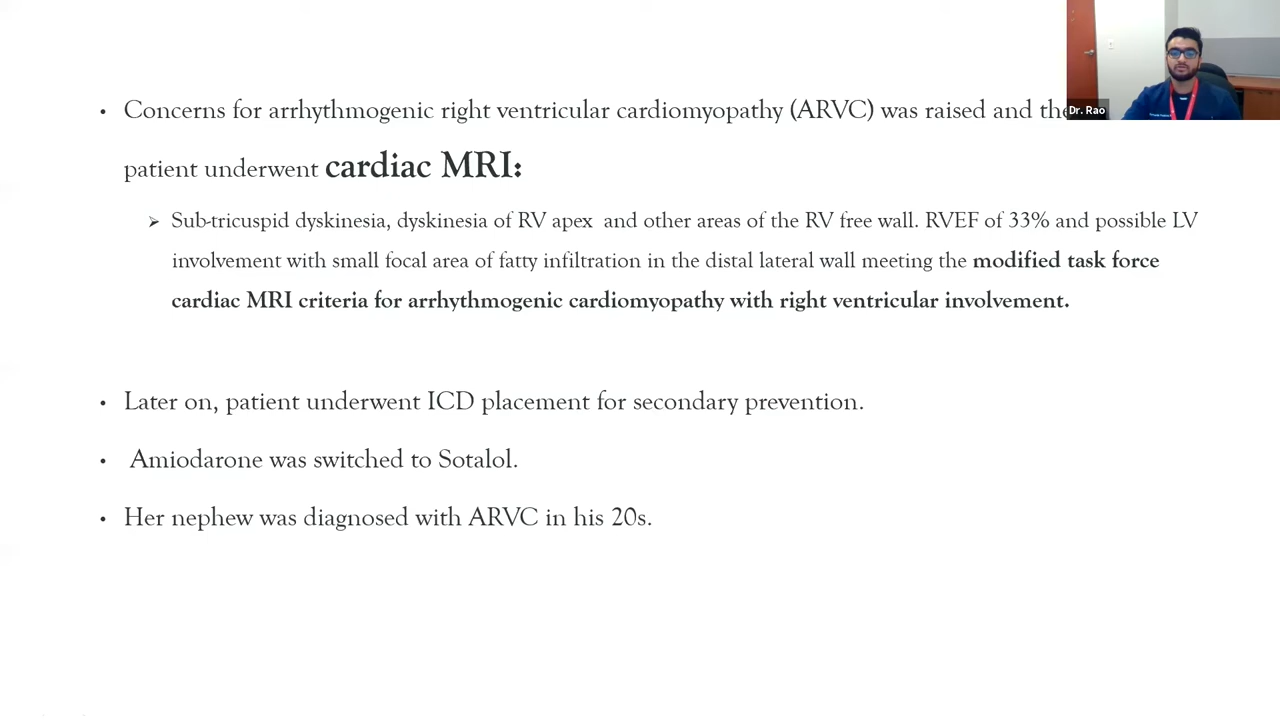 • Concerns for arrhythmogenic right ventricular cardiomyopathy (ARVC) was raised and the
patient underwent cardiac MRI:
➢ Sub-tricuspid dyskinesia, dyskinesia of RV apex and other areas of the RV free wall. RVEF of 33% and possible LV
involvement with small focal area of fatty infiltration in the distal lateral wall meeting the modified task force
cardiac MRI criteria for arrhythmogenic cardiomyopathy with right ventricular involvement.
• Later on, patient underwent ICD placement for secondary prevention.
• Amiodarone was switched to Sotalol.
• Her nephew was diagnosed with ARVC in his 20s.
Dr. Rao